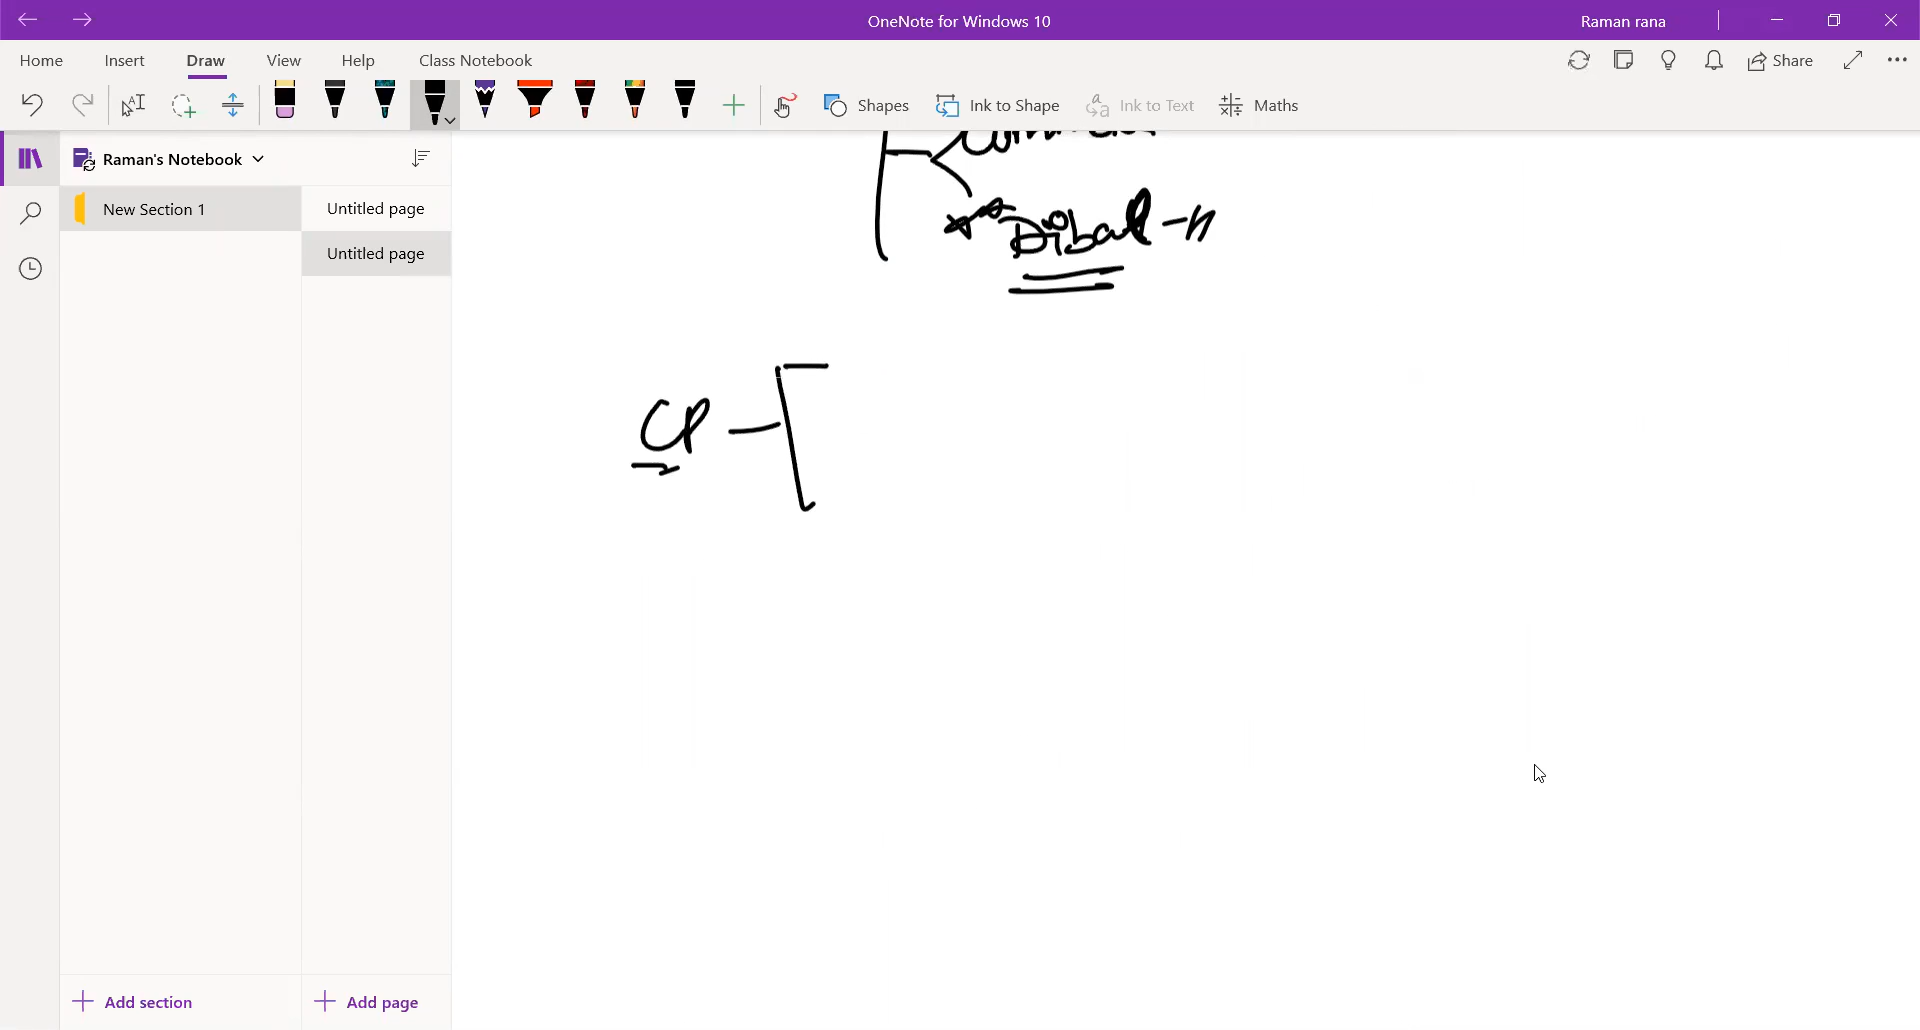 OneNote for Windows 10
Raman rana
Home Insert Draw View Help Class Notebook
Share
Shapes Ink to Shape Ink to Text Maths
Raman's Notebook
New Section 1
Untitled page
Untitled page
Dibal - H
CP
Add section
Add page